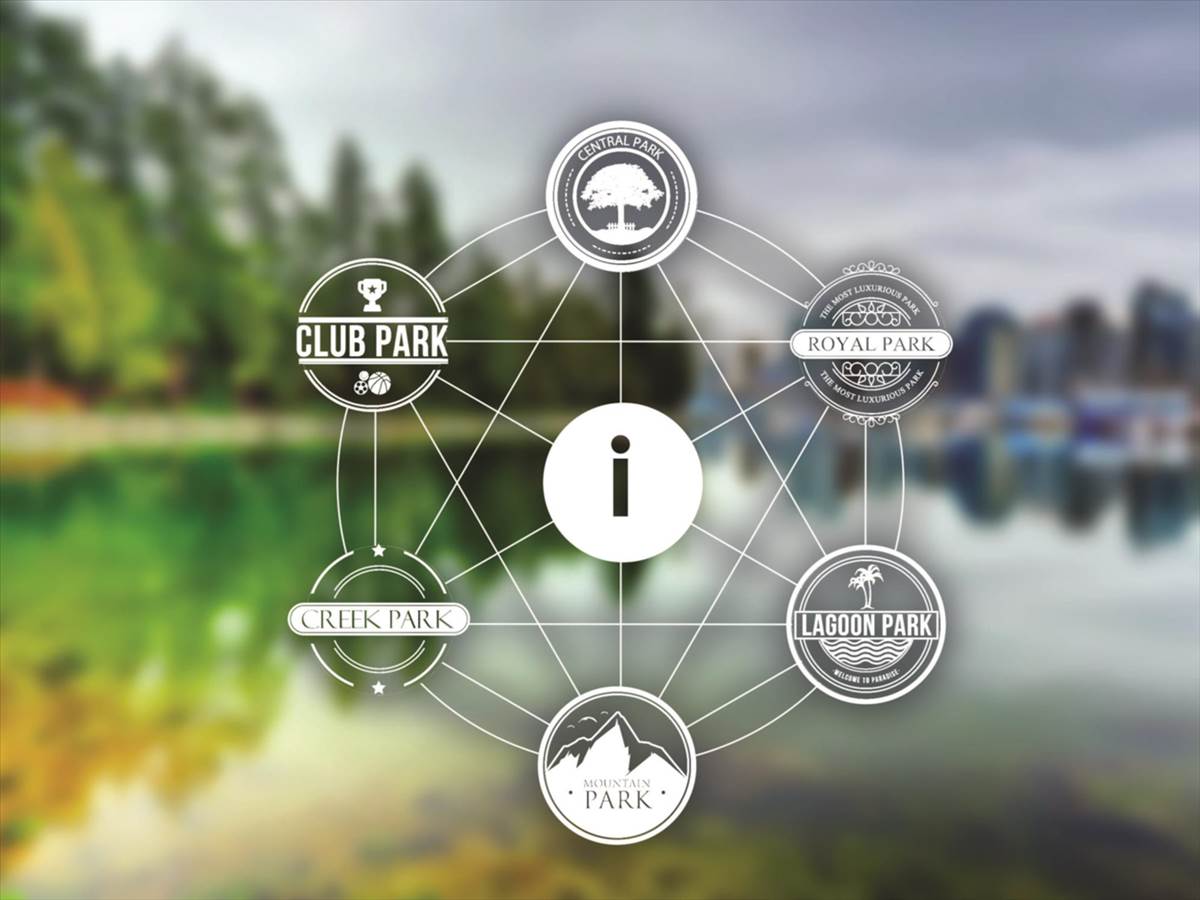 CENTRAL PARK
CLUB PARK
THE MOST LUXURIOUS PARK
ROYAL PARK
THE MOST LUXURIOUS PARK
i
CREEK PARK
LAGOON PARK
·WELCOME TO PARADISE·
MOUNTAIN
· PARK ·